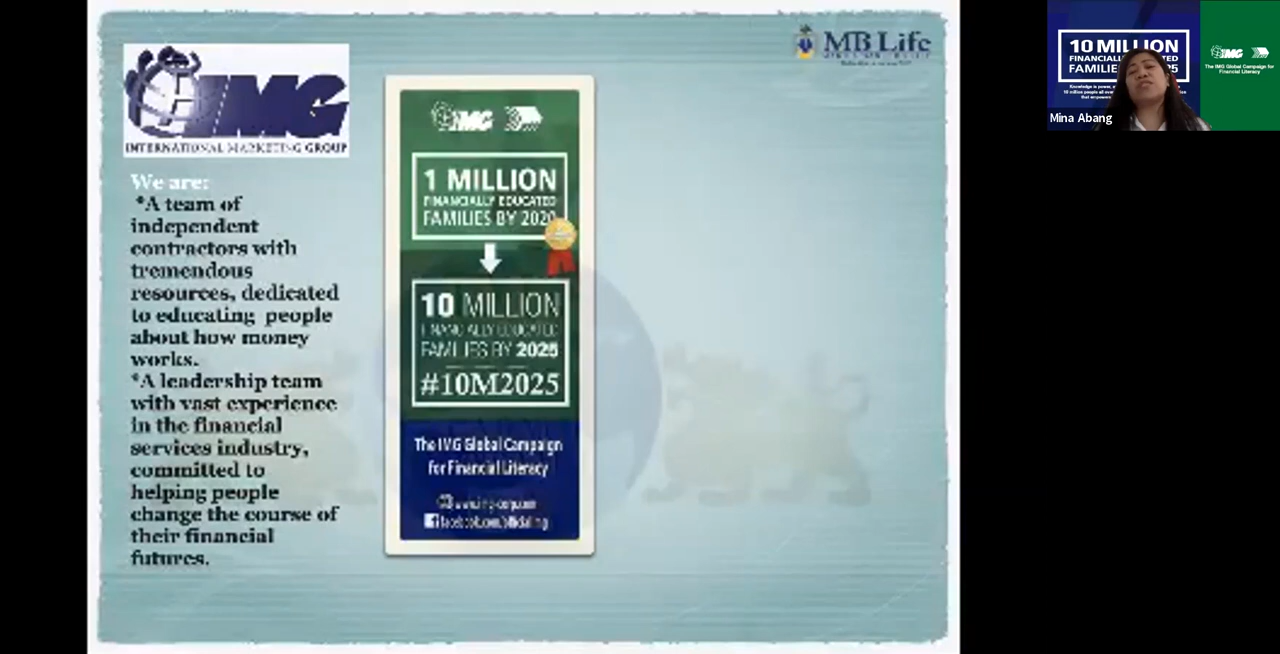 IMG
INTERNATIONAL MARKETING GROUP
We are:
*A team of
independent
contractors with
tremendous
resources, dedicated
to educating people
about how money
works.
*A leadership team
with vast experience
in the financial
services industry,
committed to
helping people
change the course of
their financial
futures.
IMG
1 MILLION
FINANCIALLY EDUCATED
FAMILIES BY 2020
10 MILLION
FINANCIALLY EDUCATED
FAMILIES BY 2025
#10M2025
The IMG Global Campaign
for Financial Literacy
MB Life
10 MILLION
FAMILIES
IMG
The IMG Global Campaign for
Financial Literacy
Mina Abang